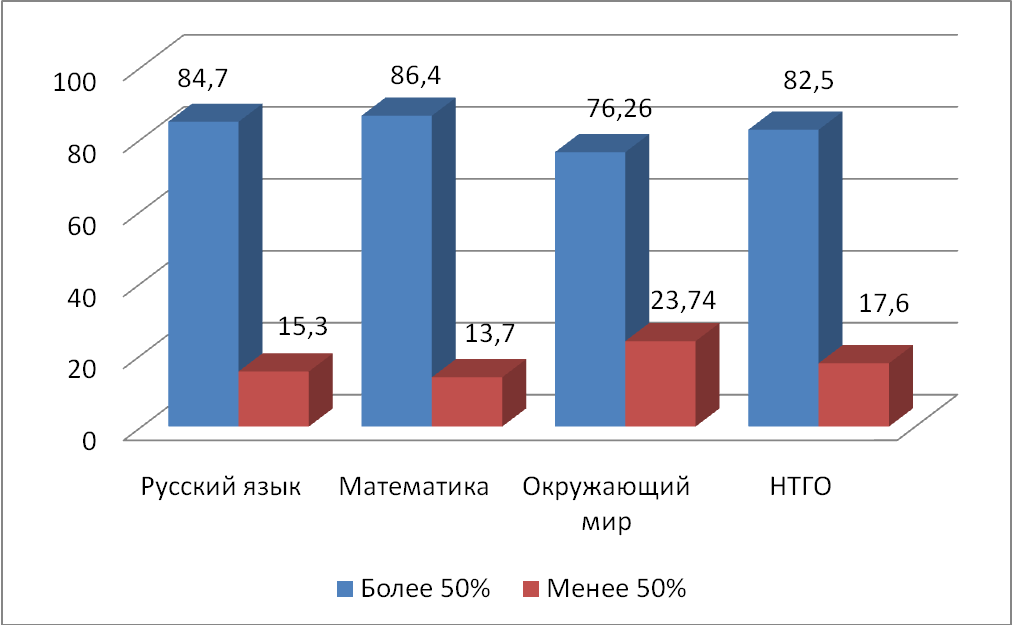 100
80
60
40
20
0
84,7
86,4
76,26
82,5
15,3
13,7
23,74
17,6
Русский язык
Математика
Окружающий
мир
НТГО
Более 50%
Менее 50%